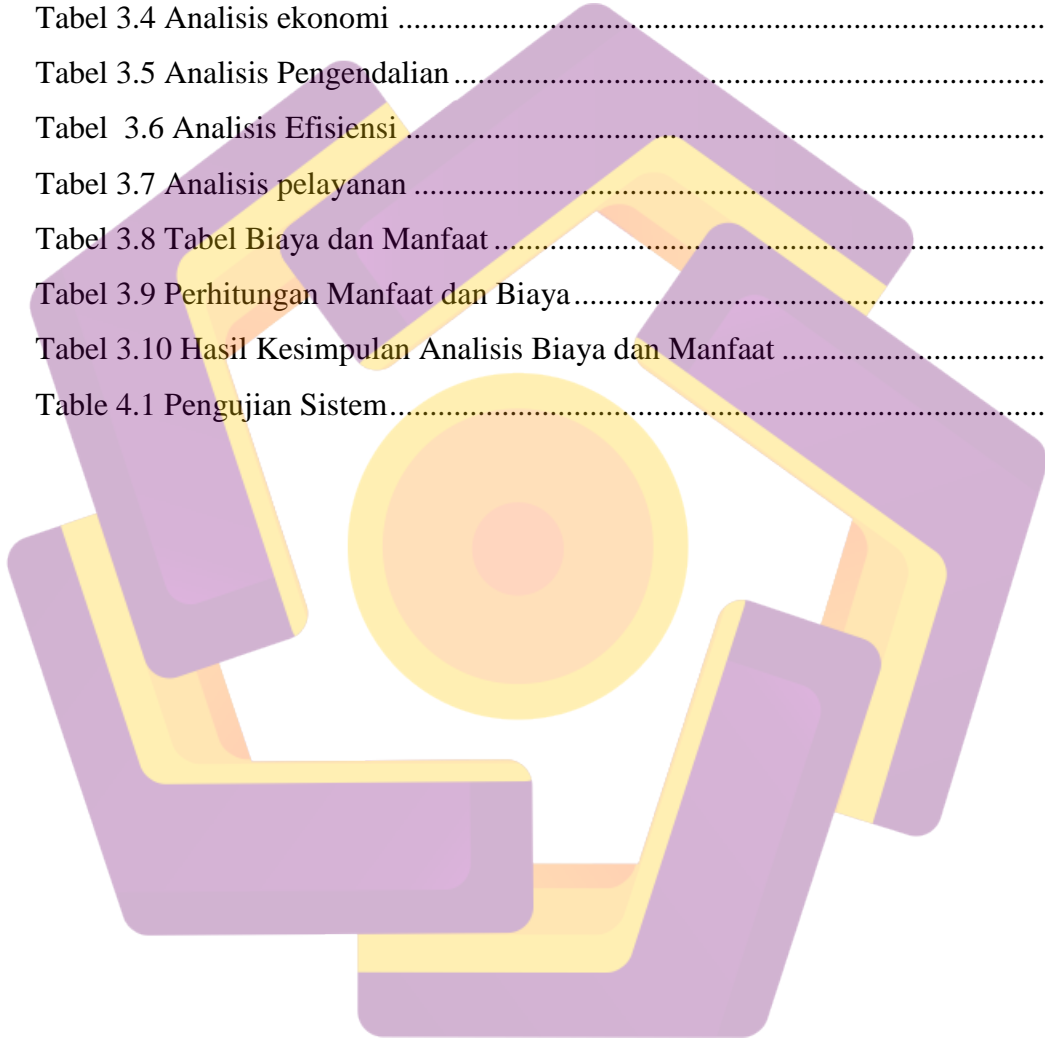 Tabel 3.4 Analisis ekonomi ................................................................................
Tabel 3.5 Analisis Pengendalian .........................................................................
Tabel  3.6 Analisis Efisiensi ...............................................................................
Tabel 3.7 Analisis pelayanan ..............................................................................
Tabel 3.8 Tabel Biaya dan Manfaat ....................................................................
Tabel 3.9 Perhitungan Manfaat dan Biaya ..........................................................
Tabel 3.10 Hasil Kesimpulan Analisis Biaya dan Manfaat .................................
Table 4.1 Pengujian Sistem .................................................................................